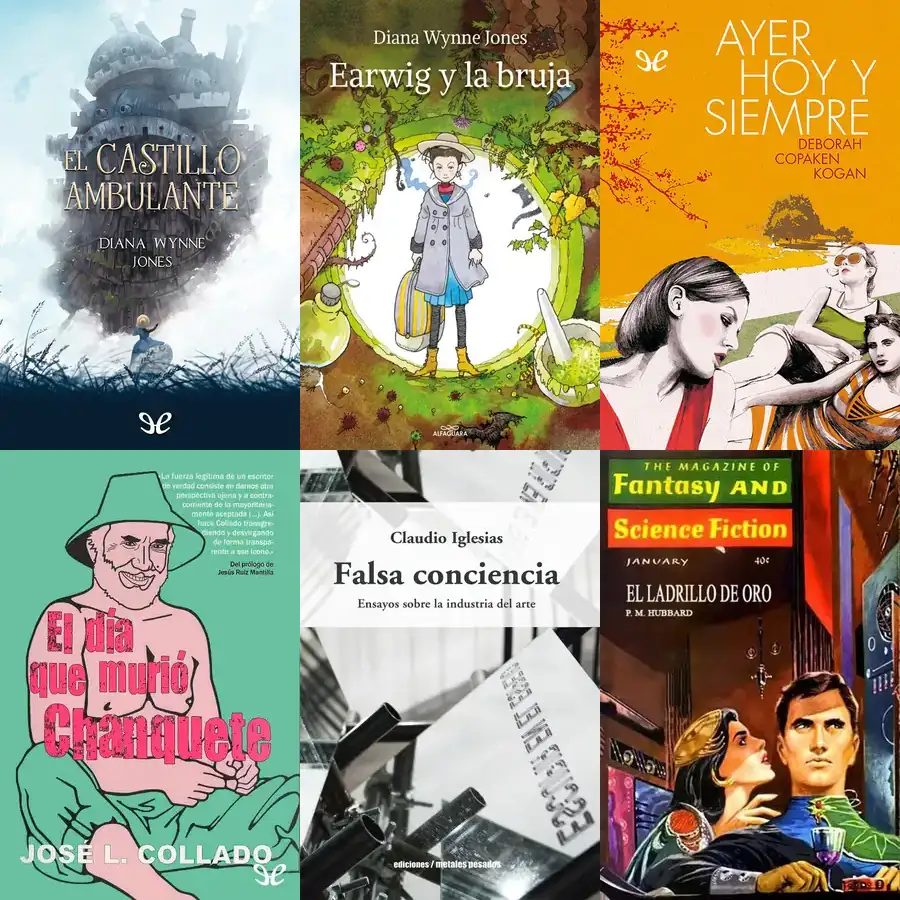 EL CASTILLO
AMBULANTE
DIANA WYNNE
JONES
Diana Wynne Jones
Earwig y la bruja
ALFAGUARA
AYER
HOY Y
SIEMPRE
DEBORAH
COPAKEN
KOGAN
La fuerza legítima de un escritor
de verdad consiste en darnos otra
perspectiva ajena y a contra-
corriente de la mayoritaria-
mente aceptada (...). Así
hace Collado transgre-
diendo y desvirgando
de forma transpa-
rente a ese icono.»
Del prólogo de
Jesús Ruiz Mantilla
El día
que murió
Chanquete
JOSÉ L. COLLADO
Claudio Iglesias
Falsa conciencia
Ensayos sobre la industria del arte
ediciones / metales pesados
THE MAGAZINE OF
Fantasy AND
Science Fiction
JANUARY 40¢
EL LADRILLO DE ORO
P. M. HUBBARD